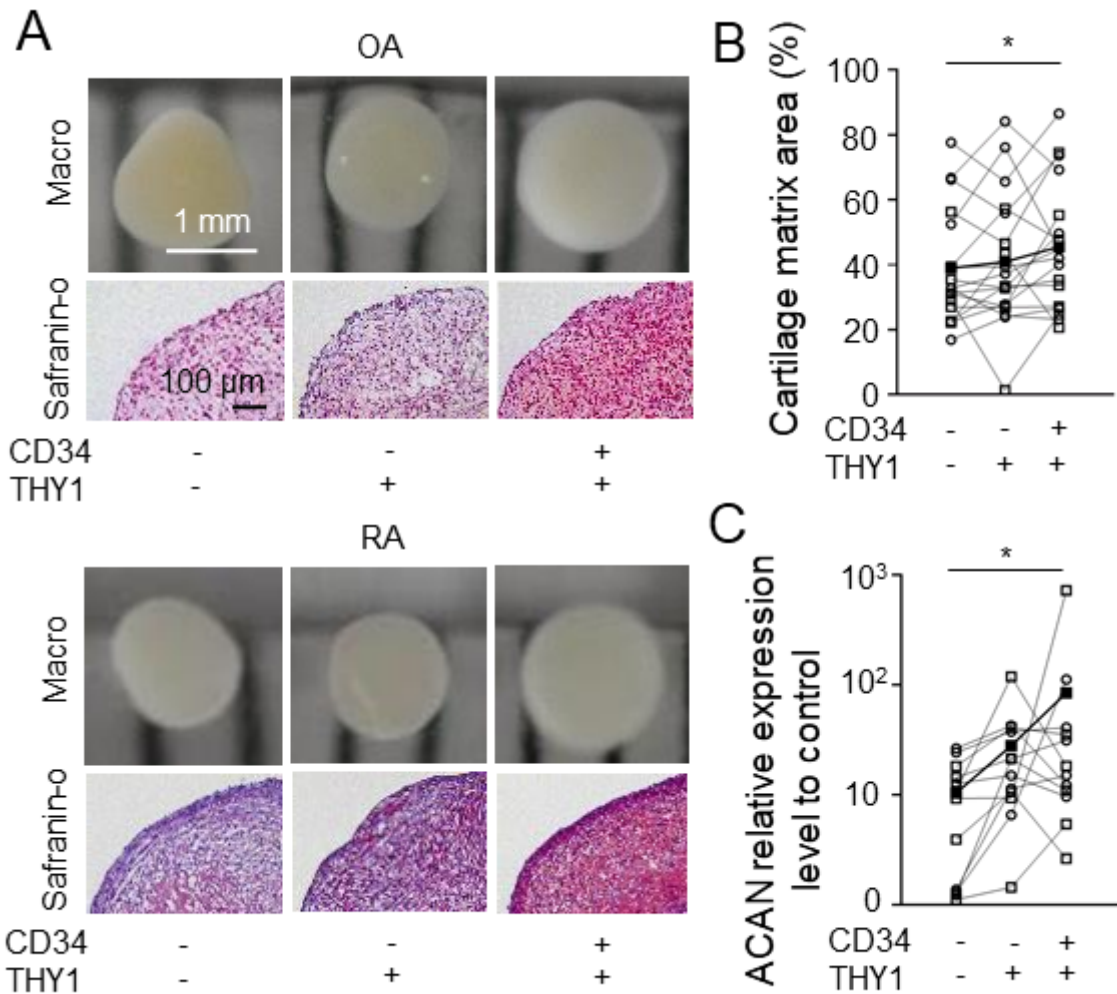 A
OA
Macro
1 mm
Safranin-o
100 µm
CD34 - - +
THY1 - + +
RA
Macro
Safranin-o
CD34 - - +
THY1 - + +
B
Cartilage matrix area (%)
*
100
80
60
40
20
0
CD34 - - +
THY1 - + +
C
ACAN relative expression
level to control
*
10³
10²
10
0
CD34 - - +
THY1 - + +